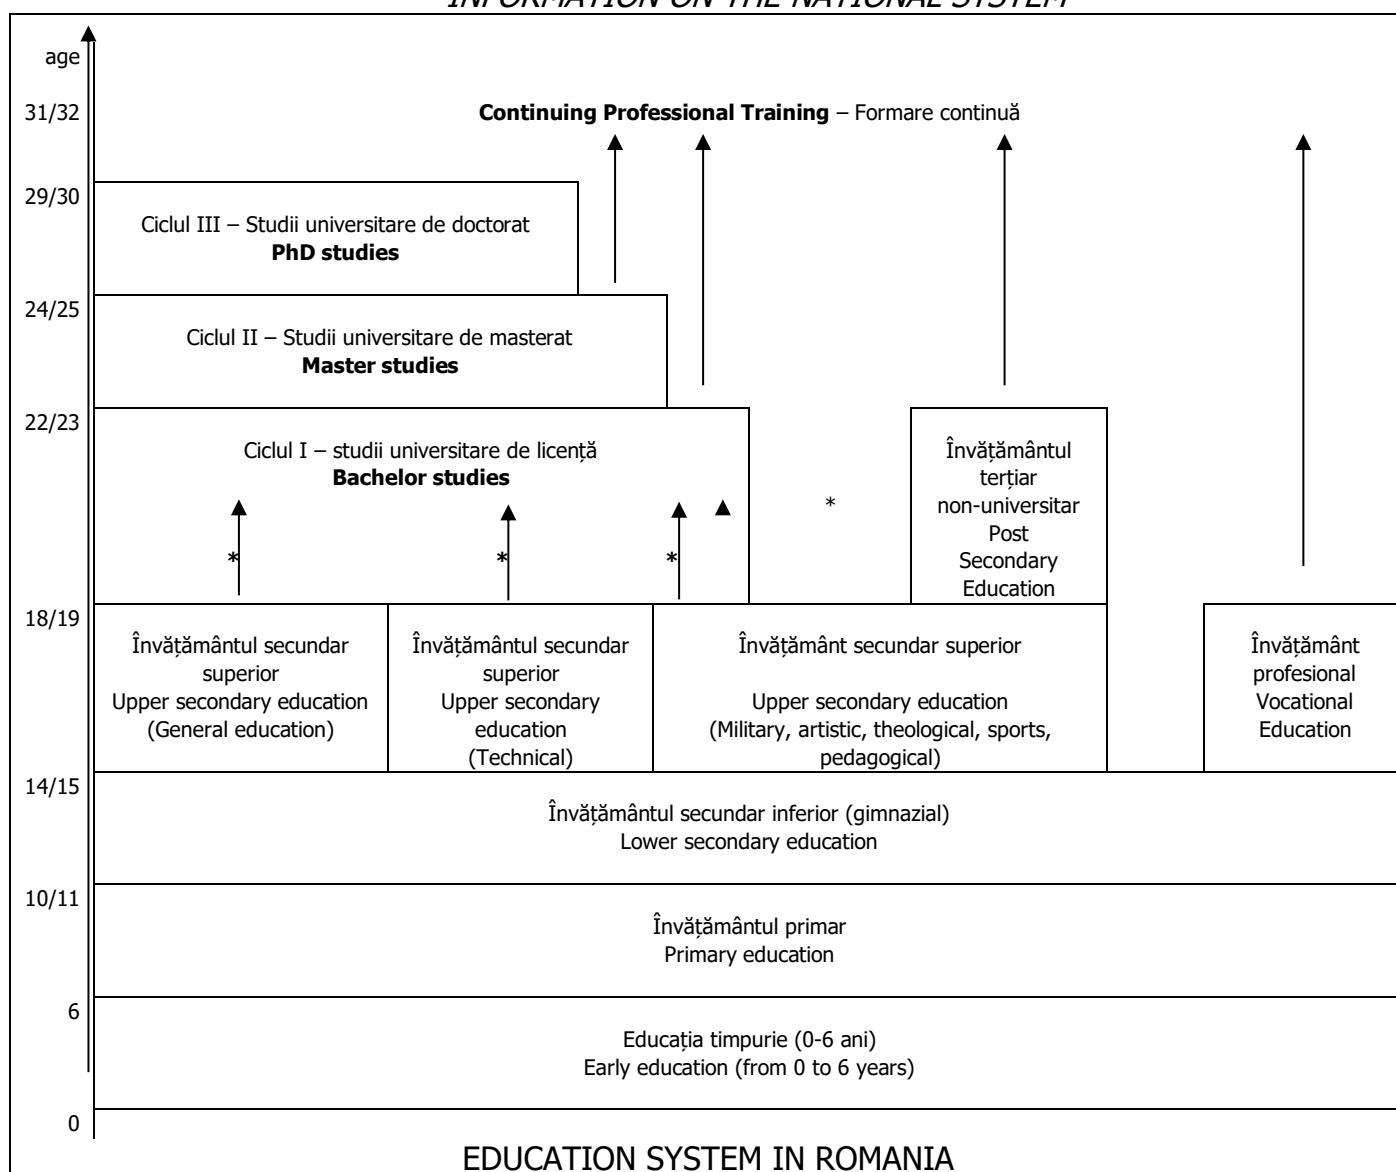 INFORMATION ON THE NATIONAL SYSTEM
age
31/32
Continuing Professional Training – Formare continuă
29/30
Ciclul III – Studii universitare de doctorat
PhD studies
24/25
Ciclul II – Studii universitare de masterat
Master studies
22/23
Ciclul I – studii universitare de licență
Bachelor studies
*
*
*
*
Învățământul
terțiar
non-universitar
Post
Secondary
Education
18/19
Învățământul secundar
superior
Upper secondary education
(General education)
Învățământul secundar
superior
Upper secondary
education
(Technical)
Învățământ secundar superior
Upper secondary education
(Military, artistic, theological, sports,
pedagogical)
Învățământ
profesional
Vocational
Education
14/15
Învățământul secundar inferior (gimnazial)
Lower secondary education
10/11
Învățământul primar
Primary education
6
Educația timpurie (0-6 ani)
Early education (from 0 to 6 years)
0
EDUCATION SYSTEM IN ROMANIA